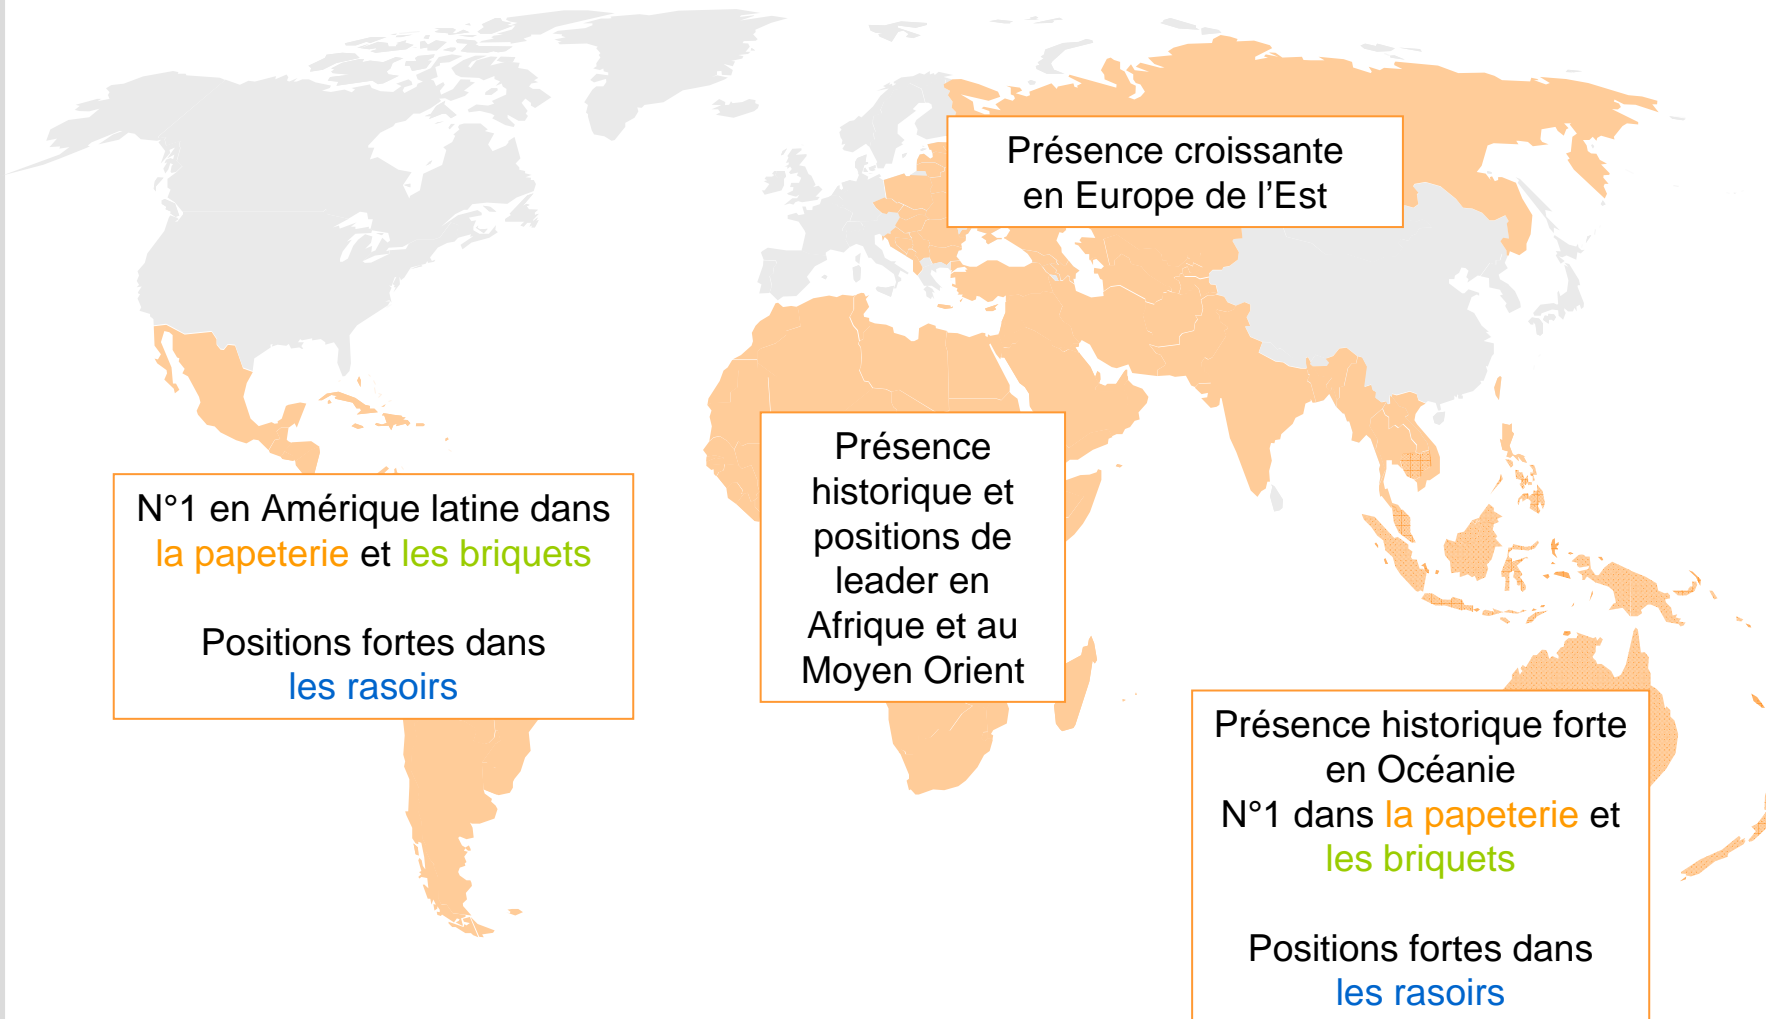 Présence croissante
en Europe de l’Est
N°1 en Amérique latine dans
la papeterie et les briquets
Positions fortes dans
les rasoirs
Présence
historique et
positions de
leader en
Afrique et au
Moyen Orient
Présence historique forte
en Océanie
N°1 dans la papeterie et
les briquets
Positions fortes dans
les rasoirs